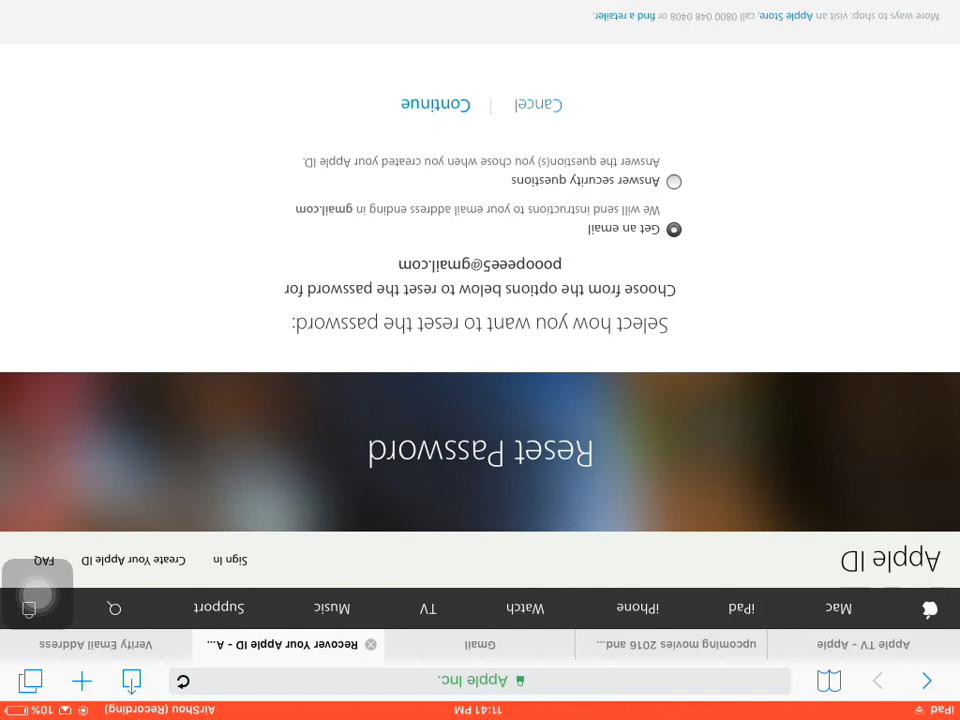 iPad
11:41 PM
AirShou (Recording)
10%
Apple Inc.
Apple TV - Apple
upcoming movies 2016 and...
Gmail
Recover Your Apple ID - A...
Verify Email Address
Mac
iPad
iPhone
Watch
TV
Music
Support
Apple ID
Sign In
Create Your Apple ID
FAQ
Reset Password
Select how you want to reset the password:
Choose from the options below to reset the password for
pooopeee5@gmail.com
Get an email
We will send instructions to your email address ending in gmail.com
Answer security questions
Answer the question(s) you chose when you created your Apple ID.
Cancel
Continue
More ways to shop: visit an Apple Store, call 0800 048 0408 or find a retailer.